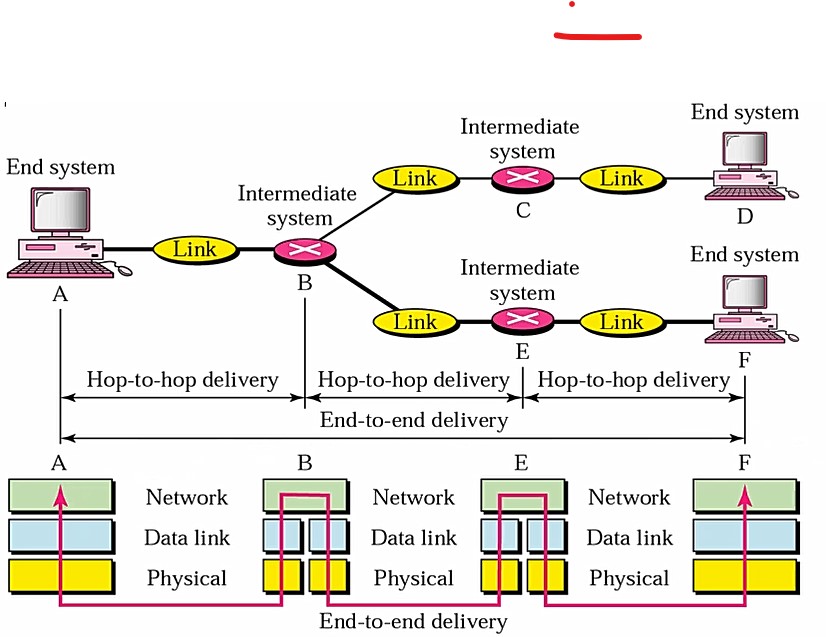 End system
Intermediate
system
End system
Link
Link
C
D
Intermediate
system
Link
A
B
Intermediate
system
End system
Link
Link
E
F
Hop-to-hop delivery
Hop-to-hop delivery
Hop-to-hop delivery
End-to-end delivery
A
B
E
F
Network
Network
Network
Data link
Data link
Data link
Physical
Physical
Physical
End-to-end delivery